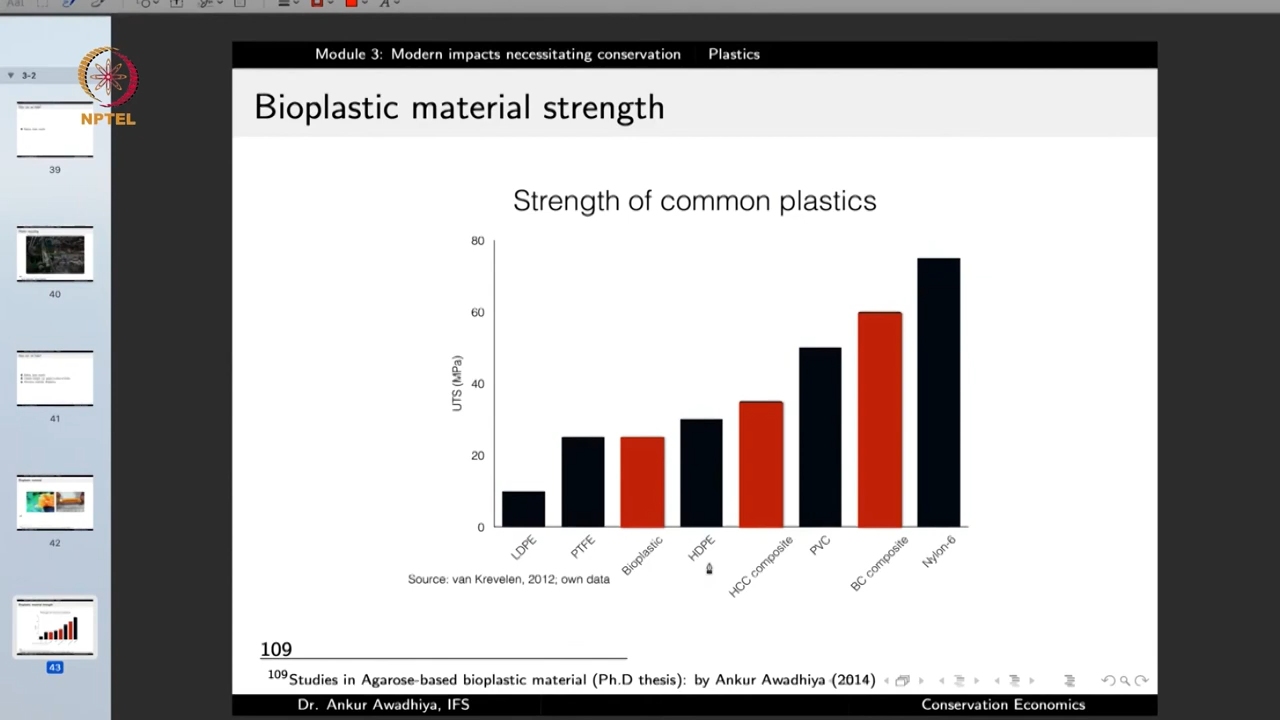 3-2
NPTEL
39
40
41
42
43
Module 3: Modern impacts necessitating conservation Plastics
Bioplastic material strength
Strength of common plastics
80
60
40
20
0
UTS (MPa)
LDPE
PTFE
Bioplastic
HDPE
HCC composite
PVC
BC composite
Nylon-6
Source: van Krevelen, 2012; own data
109
109Studies in Agarose-based bioplastic material (Ph.D thesis): by Ankur Awadhiya (2014)
Dr. Ankur Awadhiya, IFS Conservation Economics